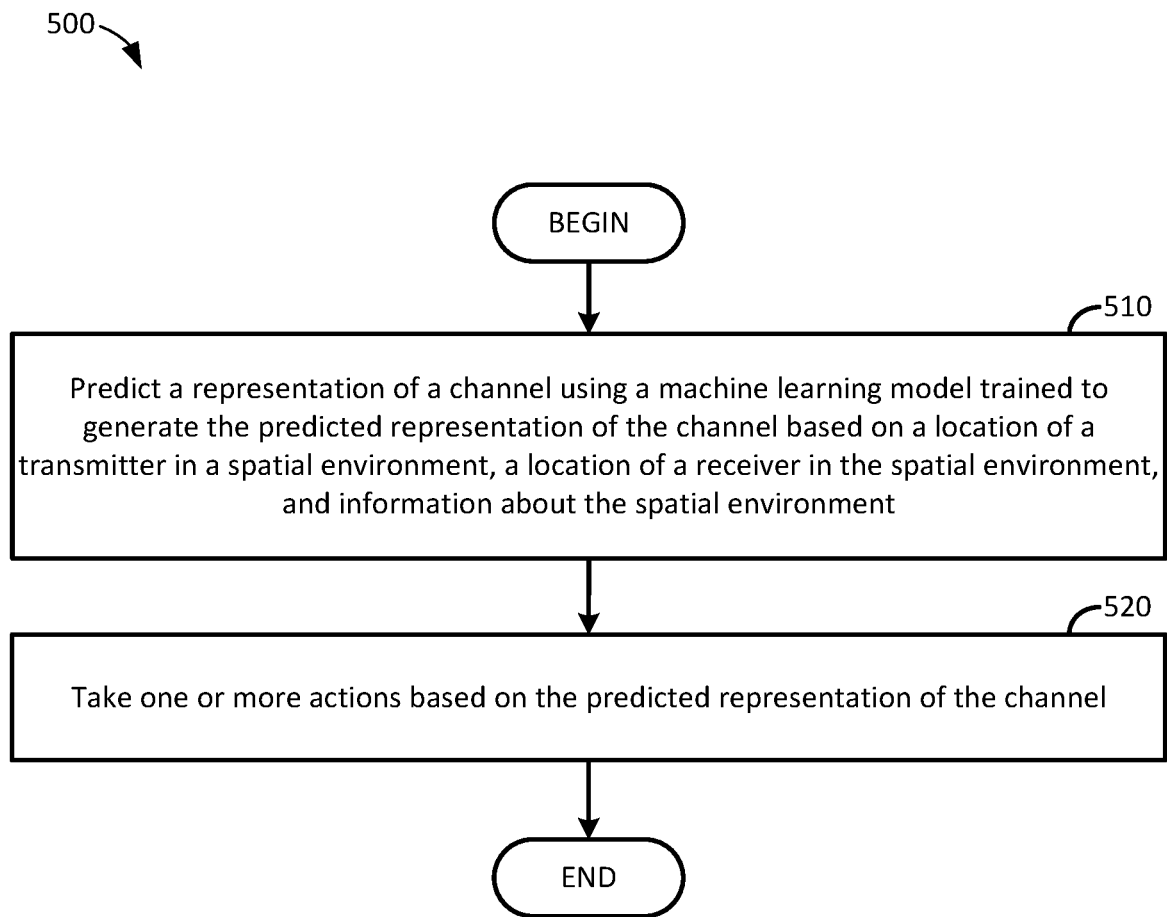 500
BEGIN
510
Predict a representation of a channel using a machine learning model trained to
generate the predicted representation of the channel based on a location of a
transmitter in a spatial environment, a location of a receiver in the spatial environment,
and information about the spatial environment
520
Take one or more actions based on the predicted representation of the channel
END